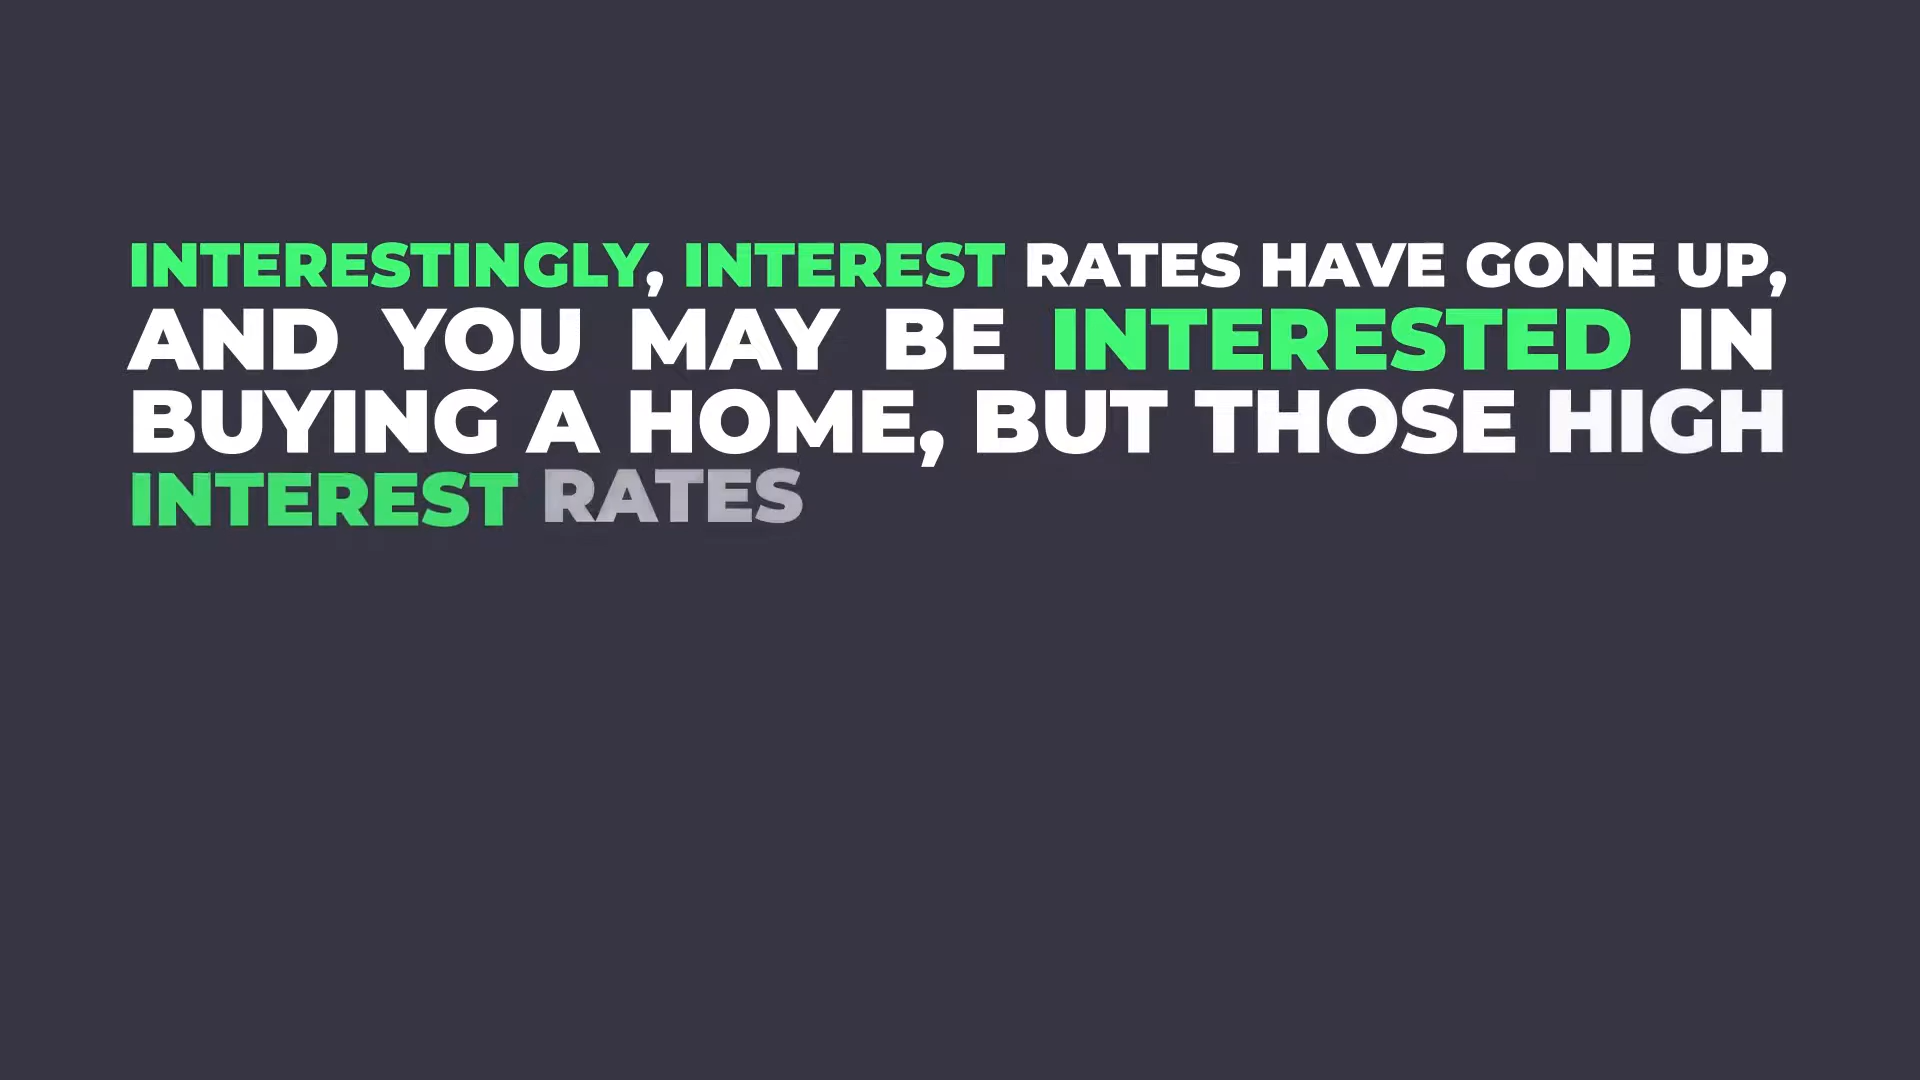 INTERESTINGLY, INTEREST RATES HAVE GONE UP,
AND YOU MAY BE INTERESTED IN
BUYING A HOME, BUT THOSE HIGH
INTEREST RATES